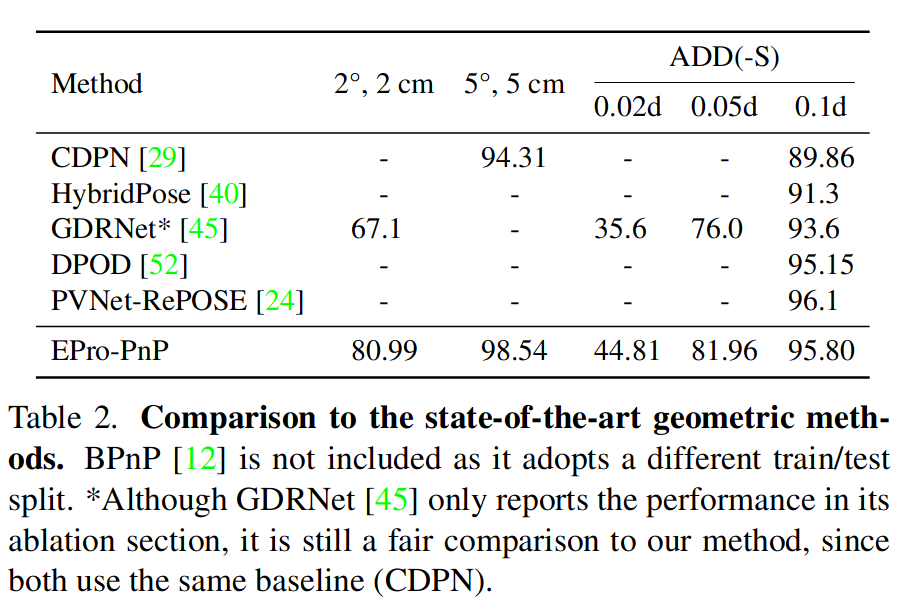 Method 2°, 2 cm 5°, 5 cm ADD(-S)
0.02d 0.05d 0.1d
CDPN [29] - 94.31 - - 89.86
HybridPose [40] - - - - 91.3
GDRNet* [45] 67.1 - 35.6 76.0 93.6
DPOD [52] - - - - 95.15
PVNet-RePOSE [24] - - - - 96.1
EPro-PnP 80.99 98.54 44.81 81.96 95.80
Table 2. Comparison to the state-of-the-art geometric meth-
ods. BPnP [12] is not included as it adopts a different train/test
split. *Although GDRNet [45] only reports the performance in its
ablation section, it is still a fair comparison to our method, since
both use the same baseline (CDPN).